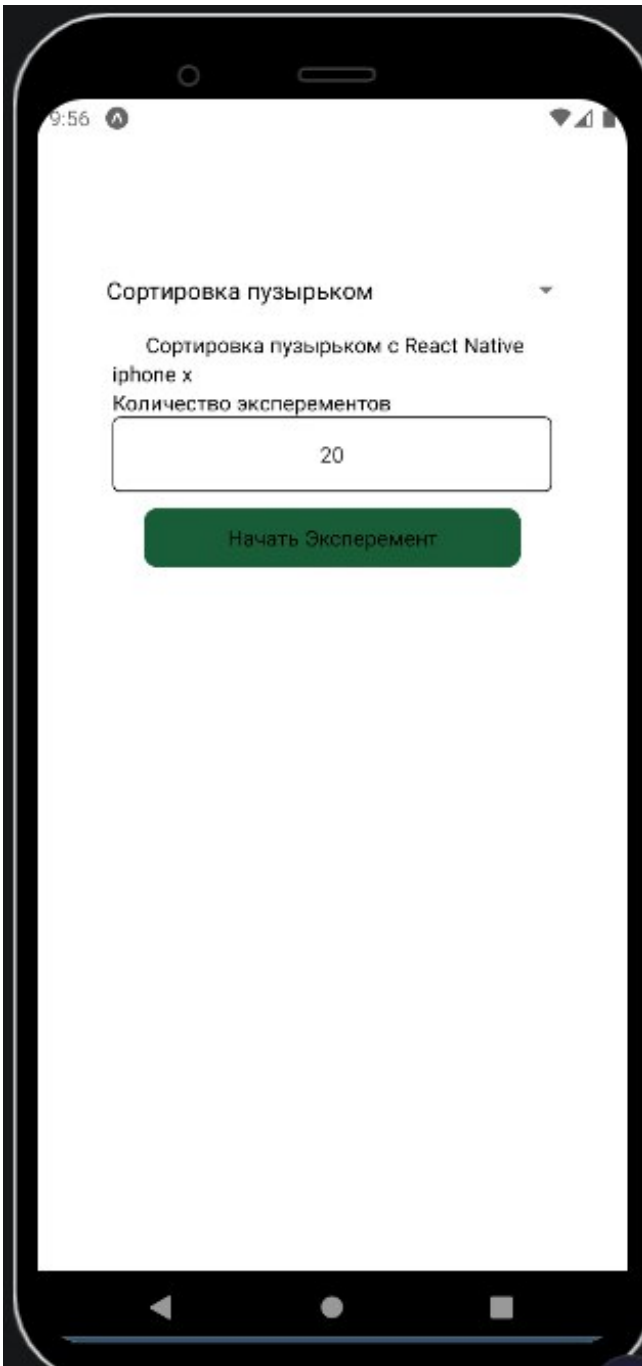 9:56
Сортировка пузырьком
Сортировка пузырьком с React Native
iphone x
Количество эксперементов
20
Начать Эксперемент